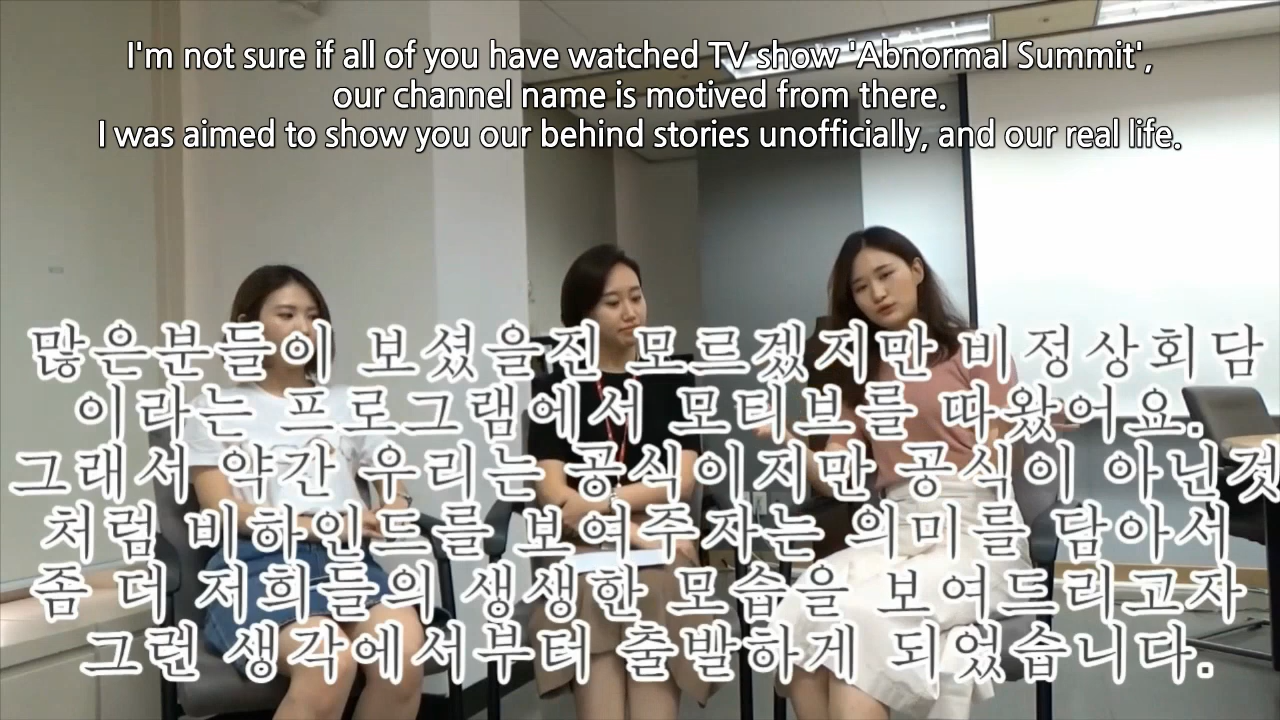 I'm not sure if all of you have watched TV show 'Abnormal Summit',
our channel name is motived from there.
I was aimed to show you our behind stories unofficially, and our real life.
많은분들이 보셨을진 모르겠지만 비정상회담
이라는 프로그램에서 모티브를 따왔어요.
그래서 약간 우리는 공식이지만 공식이 아닌것
처럼 비하인드를 보여주자는 의미를 담아서
좀 더 저희들의 생생한 모습을 보여드리고자
그런 생각에서부터 출발하게 되었습니다.